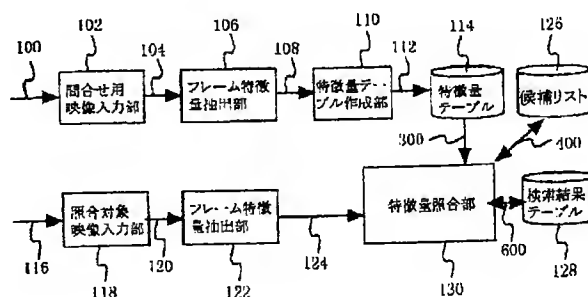 102
106
110
114
126
100
104
108
112
問合せ用
映像入力部
フレーム特徴
量抽出部
特徴量テー
ブル作成部
特徴量
テーブル
候補リスト
300
400
照合対象
映像入力部
フレーム特徴
量抽出部
特徴量照合部
検索結果
テーブル
116
120
124
600
118
122
130
128